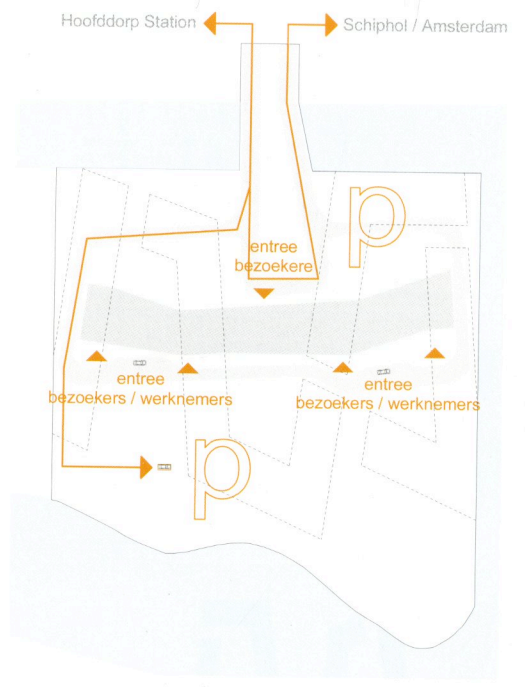 Hoofddorp Station
Schiphol / Amsterdam
p
entree
bezoekere
entree
bezoekers / werknemers
entree
bezoekers / werknemers
p